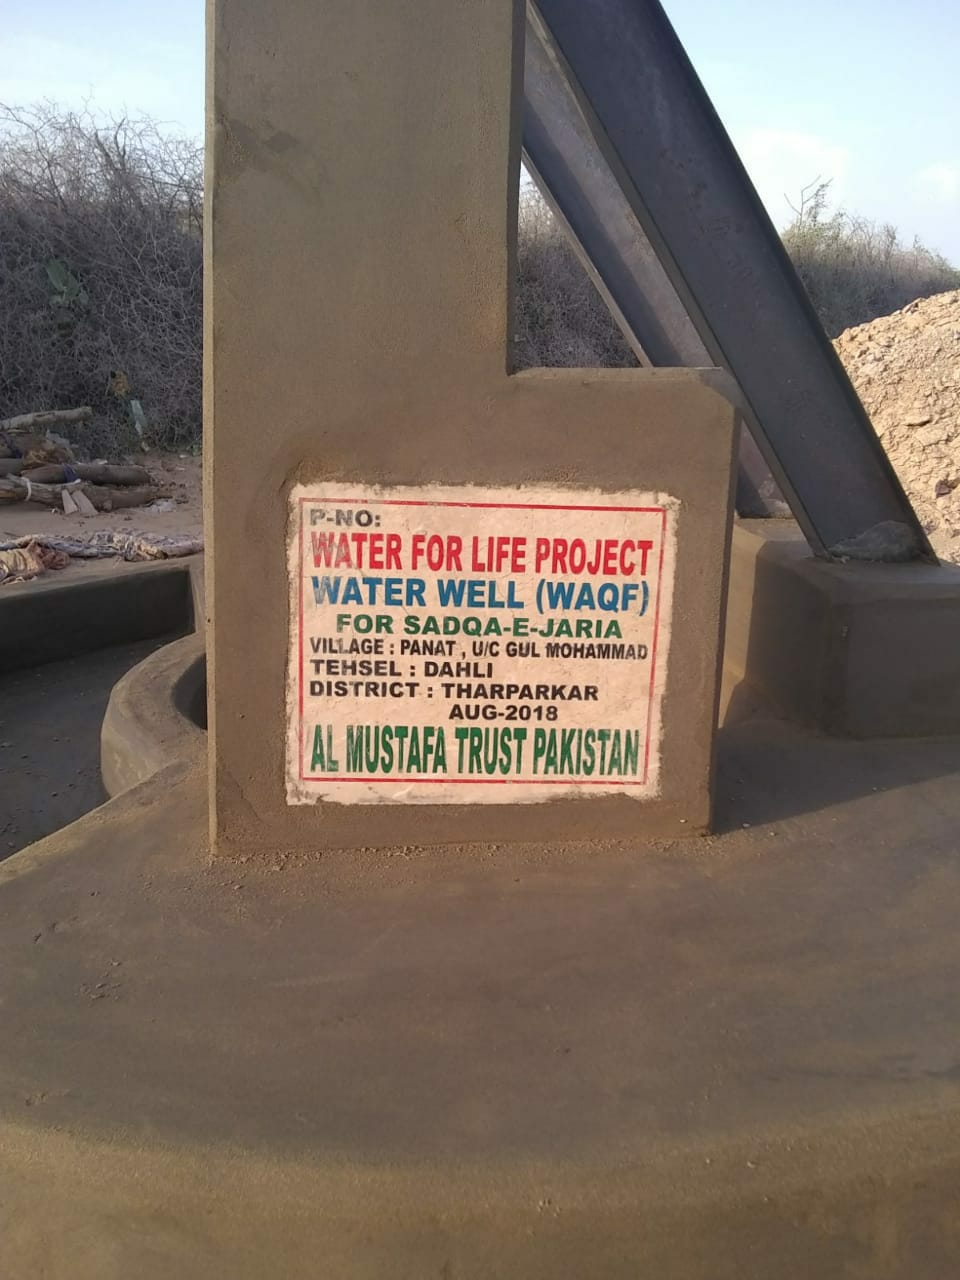 P-NO:
WATER FOR LIFE PROJECT
WATER WELL (WAQF)
FOR SADQA-E-JARIA
VILLAGE : PANAT , U/C GUL MOHAMMAD
TEHSEL : DAHLI
DISTRICT : THARPARKAR
AUG-2018
AL MUSTAFA TRUST PAKISTAN